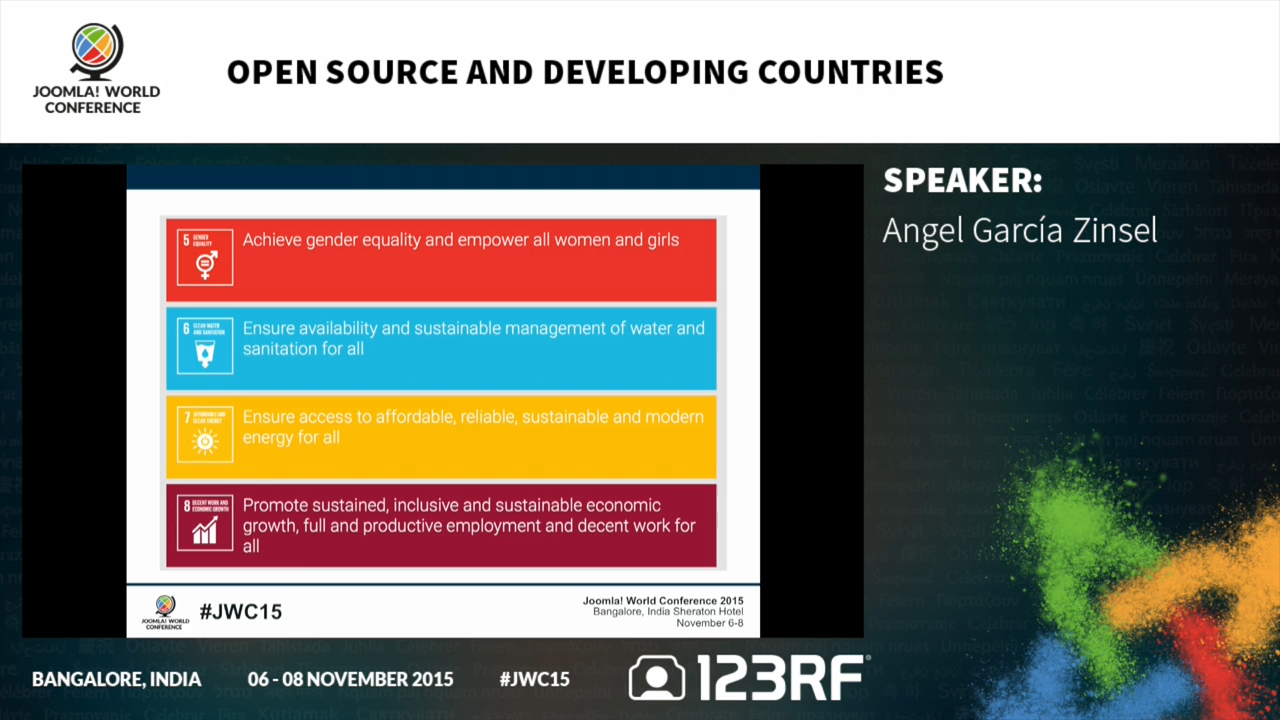 JOOMLA! WORLD
CONFERENCE
OPEN SOURCE AND DEVELOPING COUNTRIES
SPEAKER:
Angel García Zinsel
5 GENDER
EQUALITY
Achieve gender equality and empower all women and girls
6 CLEAN WATER
AND SANITATION
Ensure availability and sustainable management of water and
sanitation for all
7 AFFORDABLE AND
CLEAN ENERGY
Ensure access to affordable, reliable, sustainable and modern
energy for all
8 DECENT WORK AND
ECONOMIC GROWTH
Promote sustained, inclusive and sustainable economic
growth, full and productive employment and decent work for
all
JOOMLA! WORLD
CONFERENCE
#JWC15
Joomla! World Conference 2015
Bangalore, India Sheraton Hotel
November 6-8
BANGALORE, INDIA
06 - 08 NOVEMBER 2015
#JWC15
123RF®